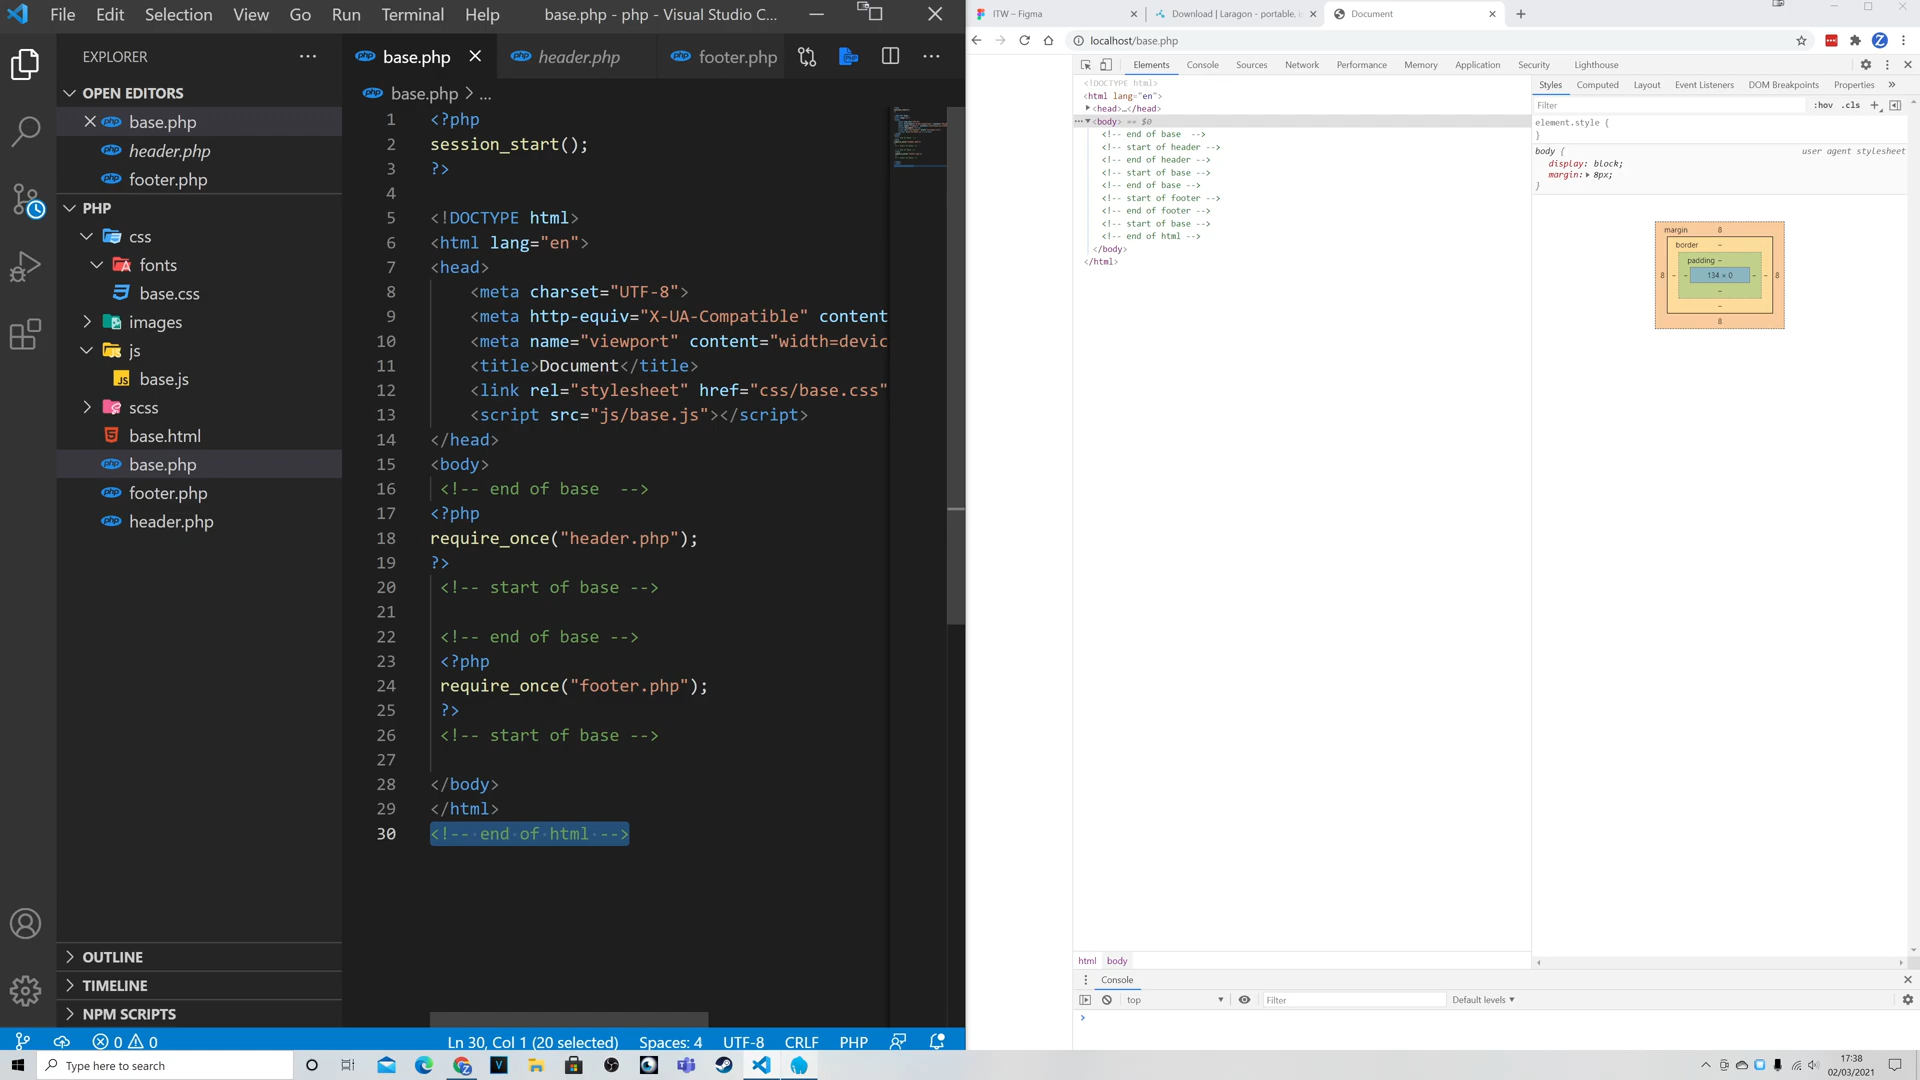 File Edit Selection View Go Run Terminal Help base.php - php - Visual Studio C...
EXPLORER
OPEN EDITORS
base.php
header.php
footer.php
PHP
css
fonts
base.css
images
js
base.js
scss
base.html
base.php
footer.php
header.php
OUTLINE
TIMELINE
NPM SCRIPTS
base.php header.php footer.php
base.php > ...
1 <?php
2 session_start();
3 ?>
4
5 <!DOCTYPE html>
6 <html lang="en">
7 <head>
8 <meta charset="UTF-8">
9 <meta http-equiv="X-UA-Compatible" content
10 <meta name="viewport" content="width=devic
11 <title>Document</title>
12 <link rel="stylesheet" href="css/base.css"
13 <script src="js/base.js"></script>
14 </head>
15 <body>
16 <!-- end of base  -->
17 <?php
18 require_once("header.php");
19 ?>
20 <!-- start of base -->
21
22 <!-- end of base -->
23 <?php
24 require_once("footer.php");
25 ?>
26 <!-- start of base -->
27
28 </body>
29 </html>
30 <!-- end of html -->
0 0 Ln 30, Col 1 (20 selected) Spaces: 4 UTF-8 CRLF PHP
ITW – Figma Download | Laragon - portable, Document
localhost/base.php
Elements Console Sources Network Performance Memory Application Security Lighthouse
<!DOCTYPE html>
<html lang="en">
<head>…</head>
<body> == $0
<!-- end of base  -->
<!-- start of header -->
<!-- end of header -->
<!-- start of base -->
<!-- end of base -->
<!-- start of footer -->
<!-- end of footer -->
<!-- start of base -->
<!-- end of html -->
</body>
</html>
html body
Styles Computed Layout Event Listeners DOM Breakpoints Properties »
Filter :hov .cls +
element.style {
}
body { user agent stylesheet
display: block;
margin: 8px;
}
margin 8
border –
padding –
8 – – 134 × 0 – – 8
–
–
8
Console
top Filter Default levels
Type here to search
17:38
02/03/2021